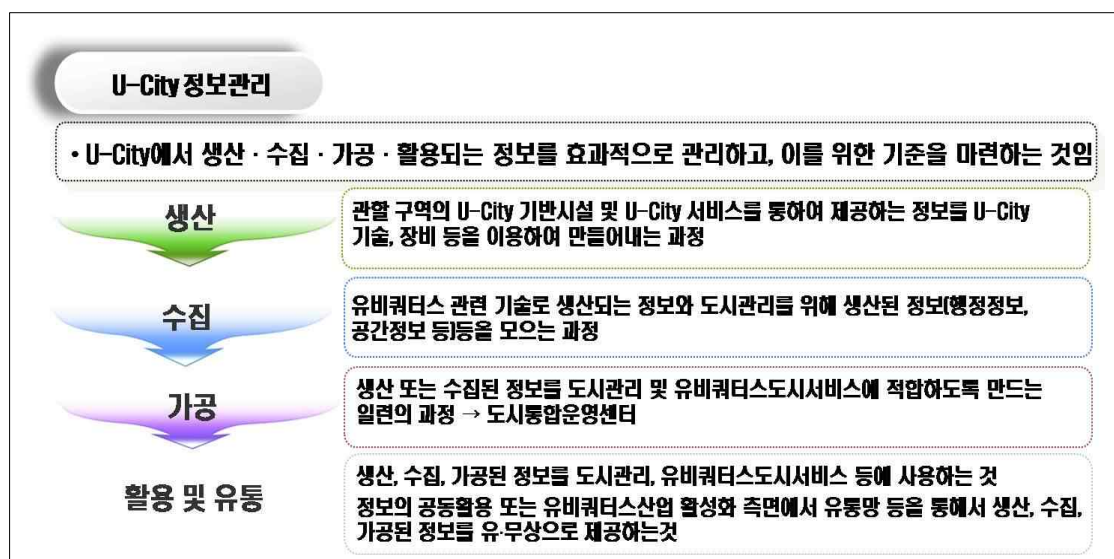 U-City 정보관리
• U-City에서 생산 · 수집 · 가공 · 활용되는 정보를 효과적으로 관리하고, 이를 위한 기준을 마련하는 것임
생산
관할 구역의 U-City 기반시설 및 U-City 서비스를 통하여 제공하는 정보를 U-City
기술, 장비 등을 이용하여 만들어내는 과정
수집
유비쿼터스 관련 기술로 생산되는 정보와 도시관리를 위해 생산된 정보(행정정보,
공간정보 등)등을 모으는 과정
가공
생산 또는 수집된 정보를 도시관리 및 유비쿼터스도시서비스에 적합하도록 만드는
일련의 과정 → 도시통합운영센터
활용 및 유통
생산, 수집, 가공된 정보를 도시관리, 유비쿼터스도시서비스 등에 사용하는 것
정보의 공동활용 또는 유비쿼터스산업 활성화 측면에서 유통망 등을 통해서 생산, 수집,
가공된 정보를 유·무상으로 제공하는것